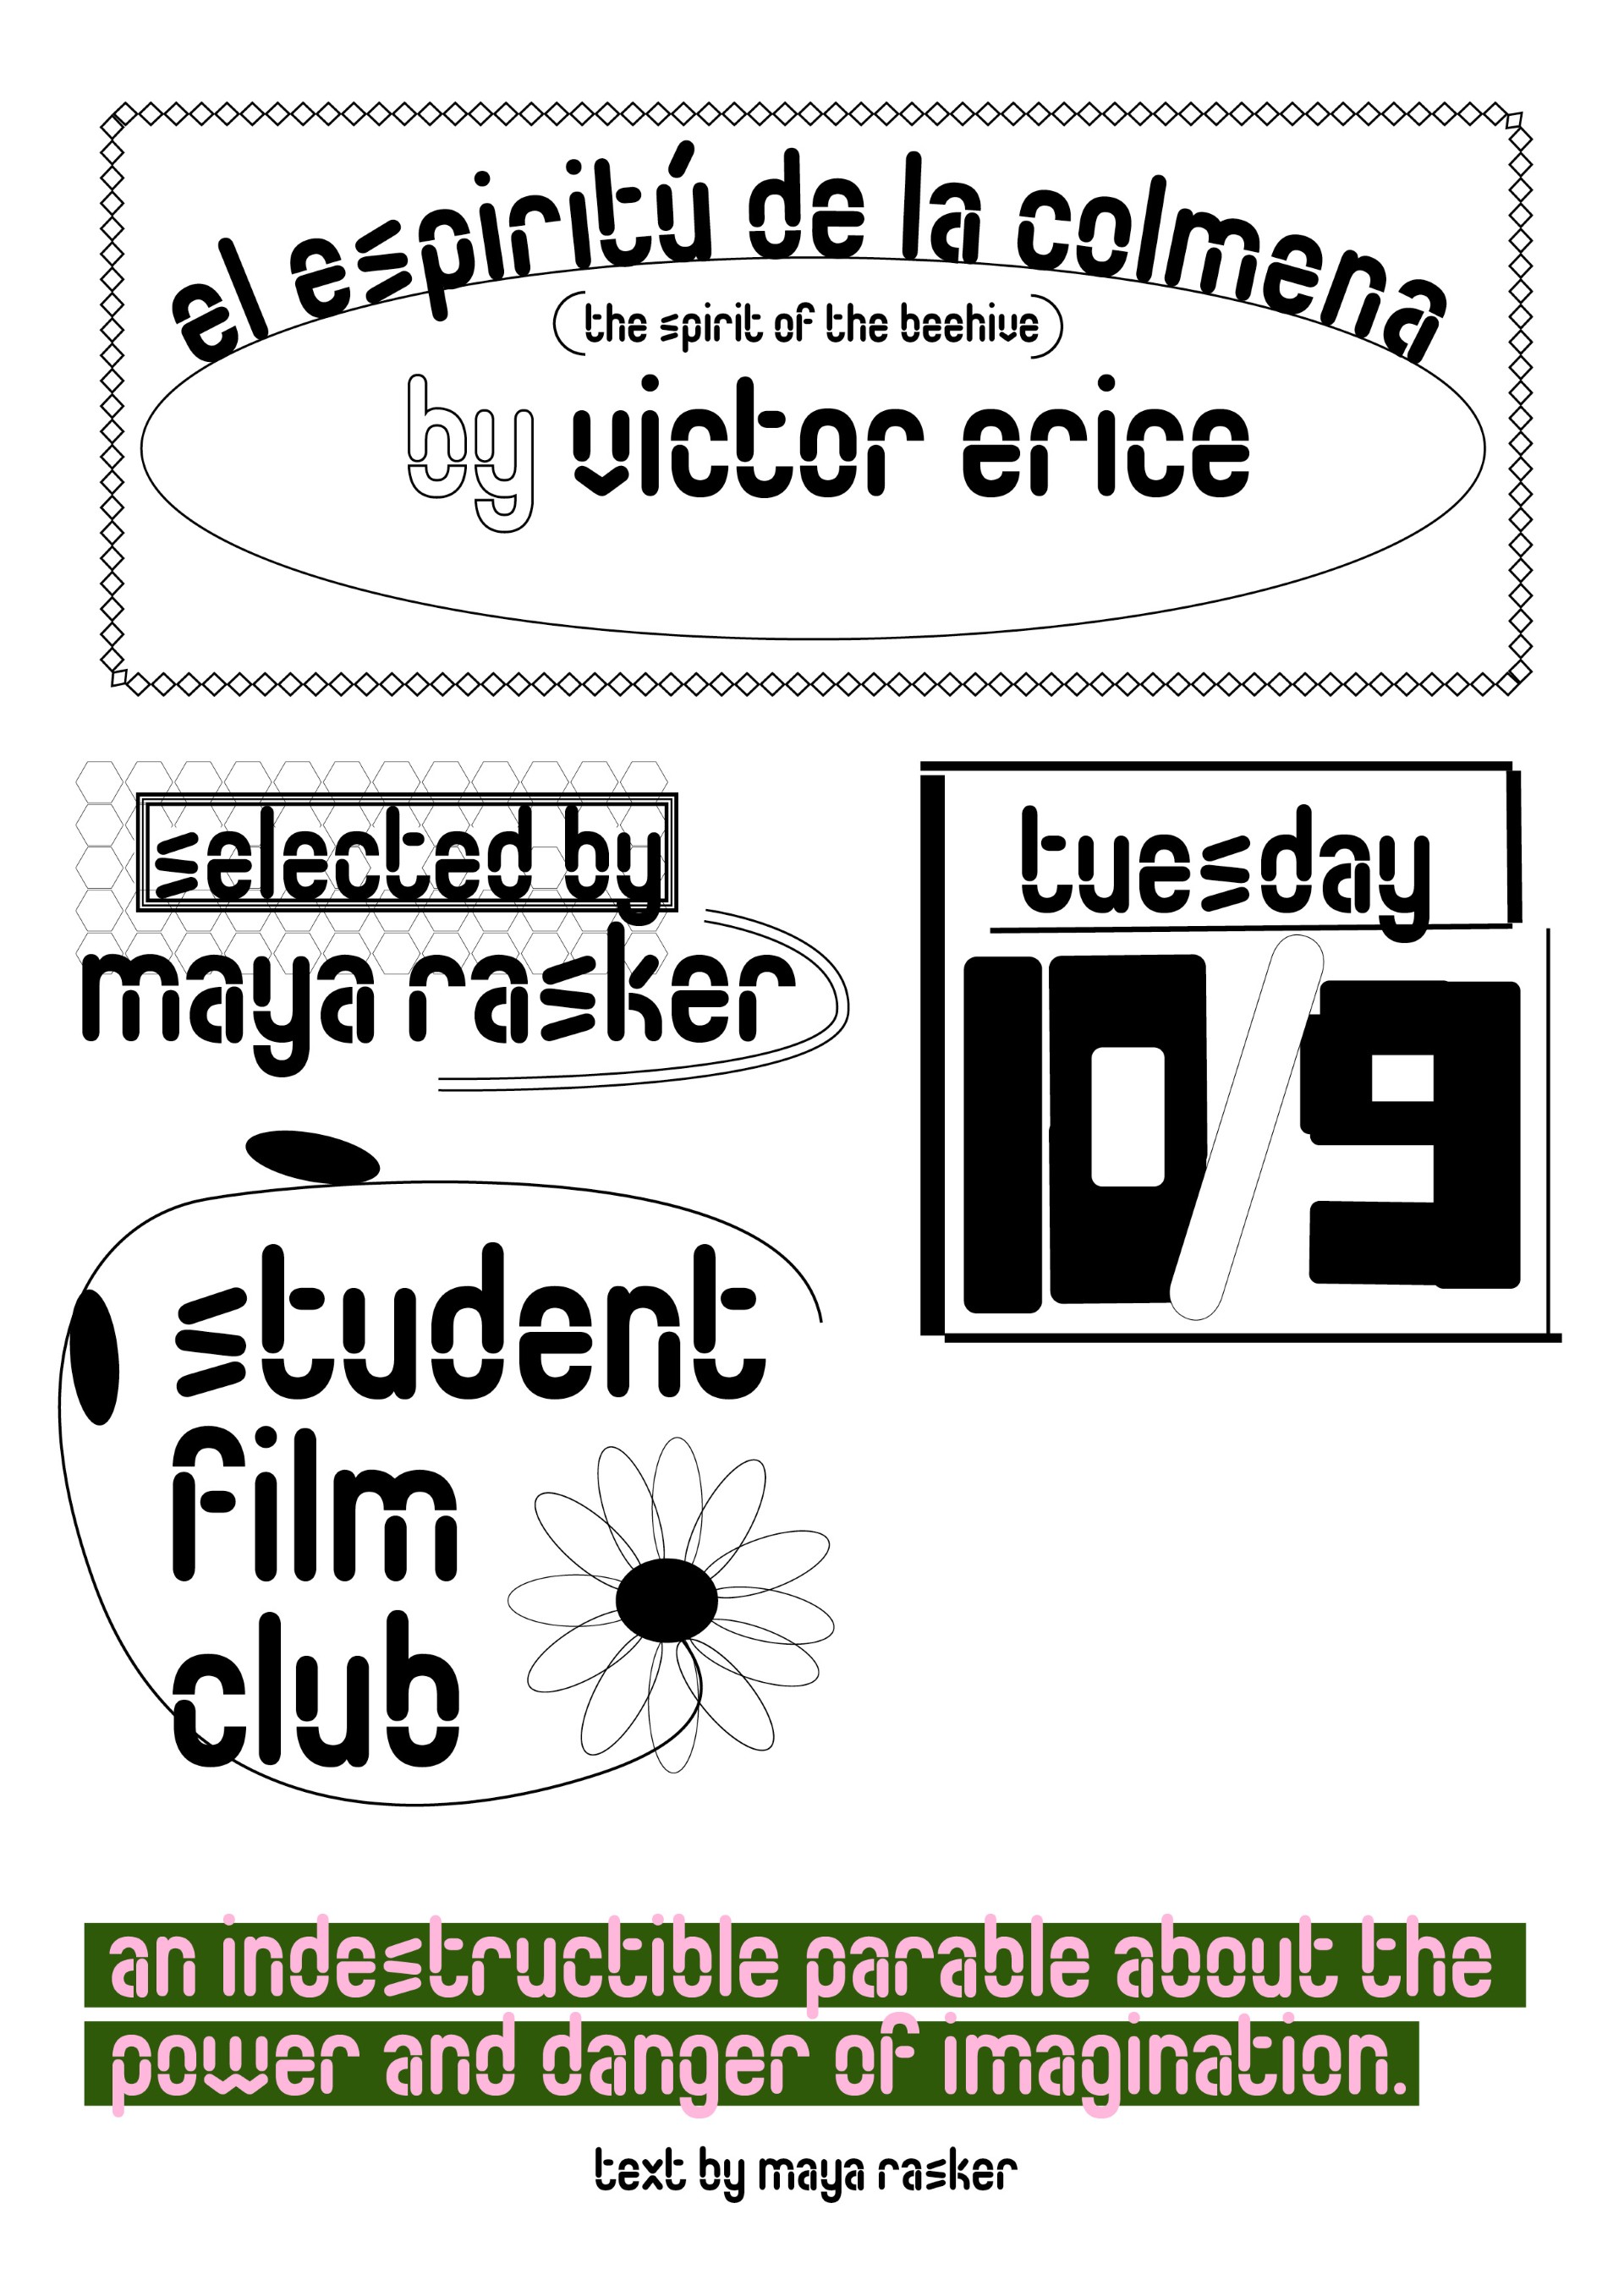 el espiritú de la colmena
(the spirit of the beehive)
by victor erice
selected by
maya rasker
tuesday
10/9
student
film
club
an indestructible parable about the
power and danger of imagination.
text by maya rasker